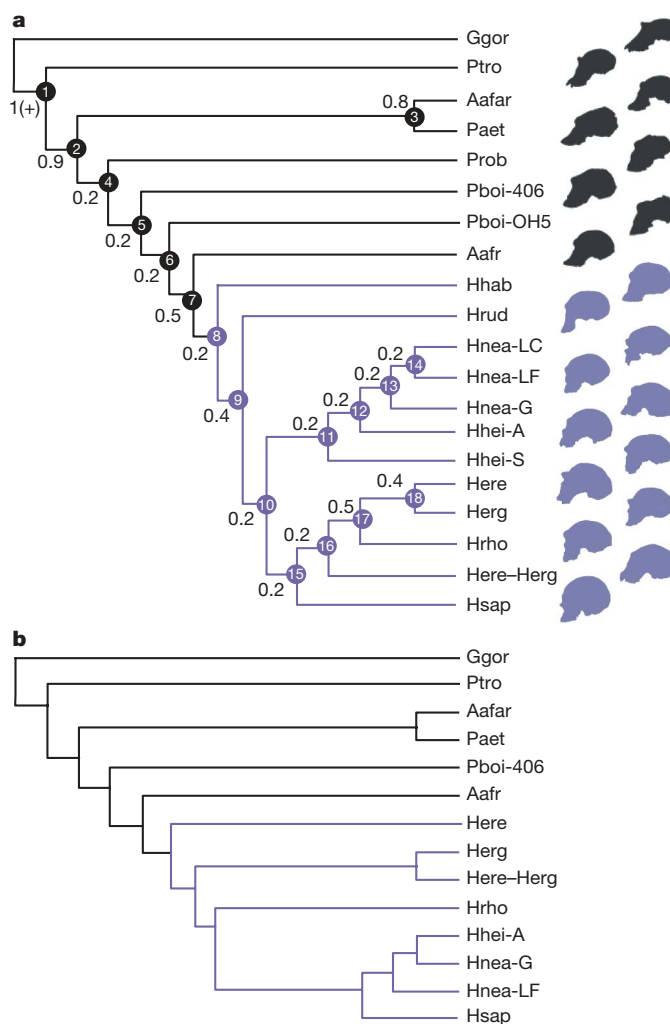 a
Ggor
Ptro
1(+)
1
0.8
Aafar
3
Paet
0.9
2
Prob
0.2
4
Pboi-406
0.2
5
Pboi-OH5
0.2
6
Aafr
0.5
7
Hhab
0.2
8
Hrud
0.4
9
Hnea-LC
0.2
14
Hnea-LF
0.2
13
Hnea-G
0.2
12
Hhei-A
0.2
11
Hhei-S
0.2
10
Here
0.4
18
Herg
0.5
17
Hrho
0.2
16
Here–Herg
0.2
15
Hsap
b
Ggor
Ptro
Aafar
Paet
Pboi-406
Aafr
Here
Herg
Here–Herg
Hrho
Hhei-A
Hnea-G
Hnea-LF
Hsap